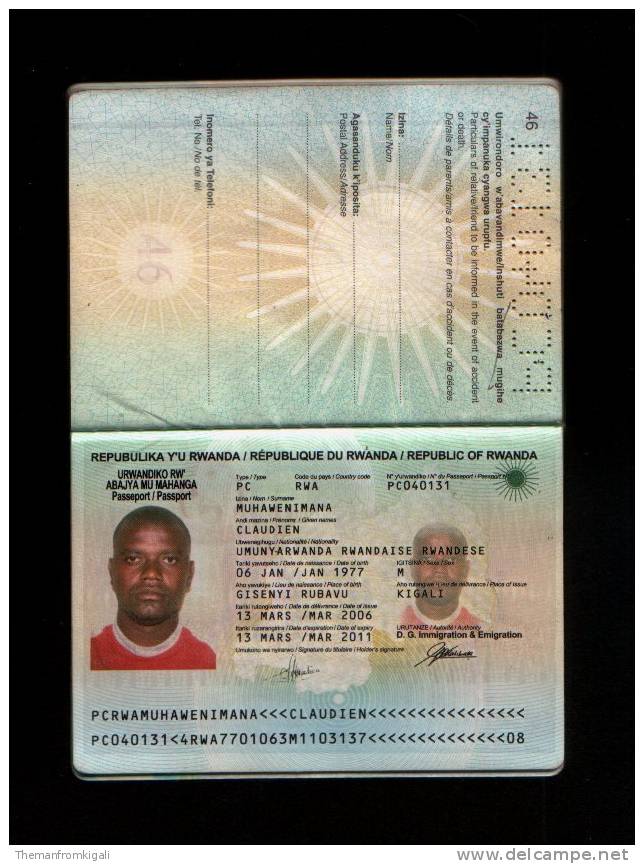 46
Umwirondoro w'abavandimwe/Inshuti batabazwa mugihe
cy'impanuka cyangwa urupfu.
Particulars of relative/friend to be informed in the event of accident
or death.
Détails de parents/amis à contacter en cas d'accident ou de décès.
Izina:
Name/Nom
Agasanduku k'iposita:
Postal Address/Adresse
Inomero ya Telefoni:
Tel. No./No de tél.
46
REPUBULIKA Y'U RWANDA / RÉPUBLIQUE DU RWANDA / REPUBLIC OF RWANDA
URWANDIKO RW'
ABAJYA MU MAHANGA
Passeport / Passport
Type / Type Code du pays / Country code N° y'urwandiko / N° du Passeport / Passport N°
PC RWA PC040131
Izina / Nom / Surname
MUHAWENIMANA
Andi mazina / Prénoms / Given names
CLAUDIEN
Ubwenegihugu / Nationalité / Nationality
UMUNYARWANDA RWANDAISE RWANDESE
Tariki yavutseho / Date de naissance / Date of birth IGITSINA / Sexe / Sex
06 JAN /JAN 1977 M
Aho yavukiye / Lieu de naissance / Place of birth Aho rutangiwe / Lieu de délivrance / Place of issue
GISENYI RUBAVU KIGALI
Itariki rutangiweho / Date de délivrance / Date of issue
13 MARS /MAR 2006
Itariki ruzarangirira / Date d'expiration / Date of expiry URUTANZE / Autorité / Authority
13 MARS /MAR 2011 D. G. Immigration & Emigration
Umukono wa nyirarwo / Signature du titulaire / Holder's signature
PCRWAMUHAWENIMANA<<<CLAUDIEN<<<<<<<<<<<<<<<<<
PC040131<4RWA7701063M1103137<<<<<<<<<<<<<<08
Themanfromkigali
delcampe.net